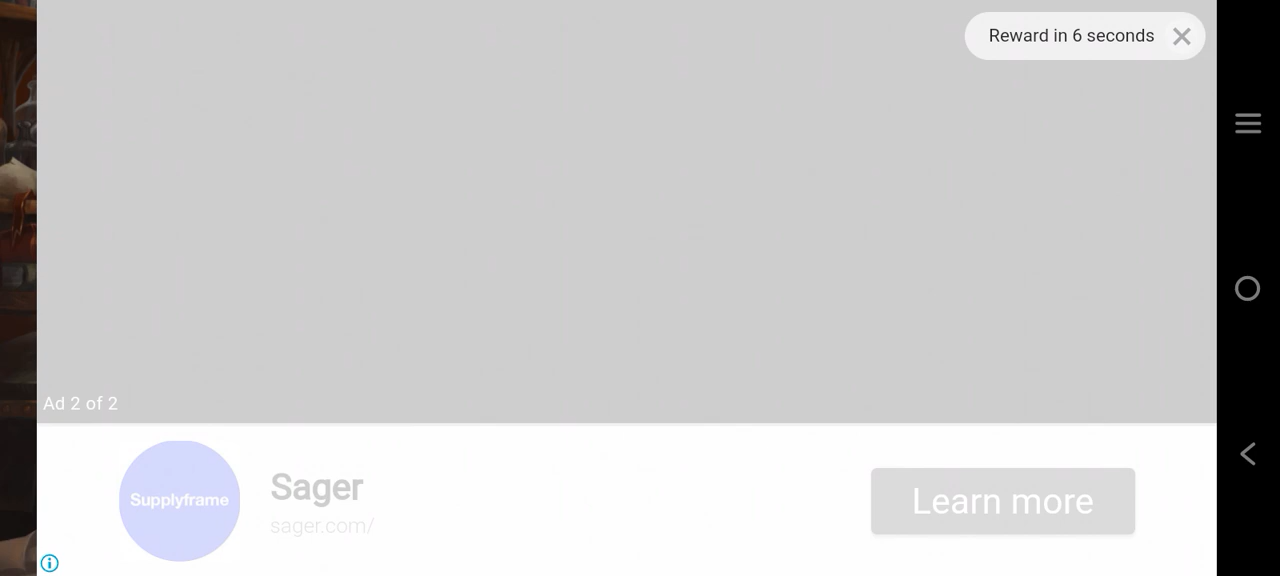 Reward in 6 seconds
Ad 2 of 2
Supplyframe
Sager
sager.com/
Learn more